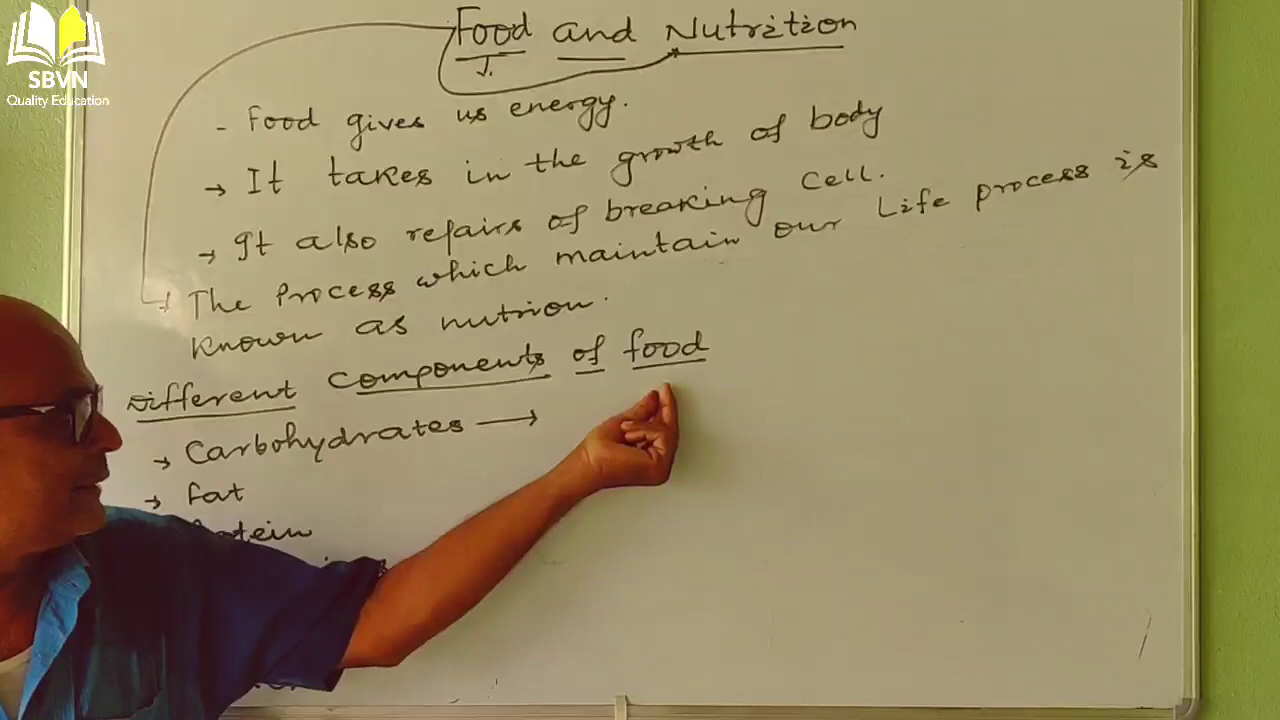 SBVN
Quality Education
Food and Nutrition
- Food gives us energy.
→ It takes in the growth of body
→ It also repairs of breaking cell.
→ The process which maintain our life process is
known as nutrion.
Different components of food
→ Carbohydrates →
→ Fat
Protein